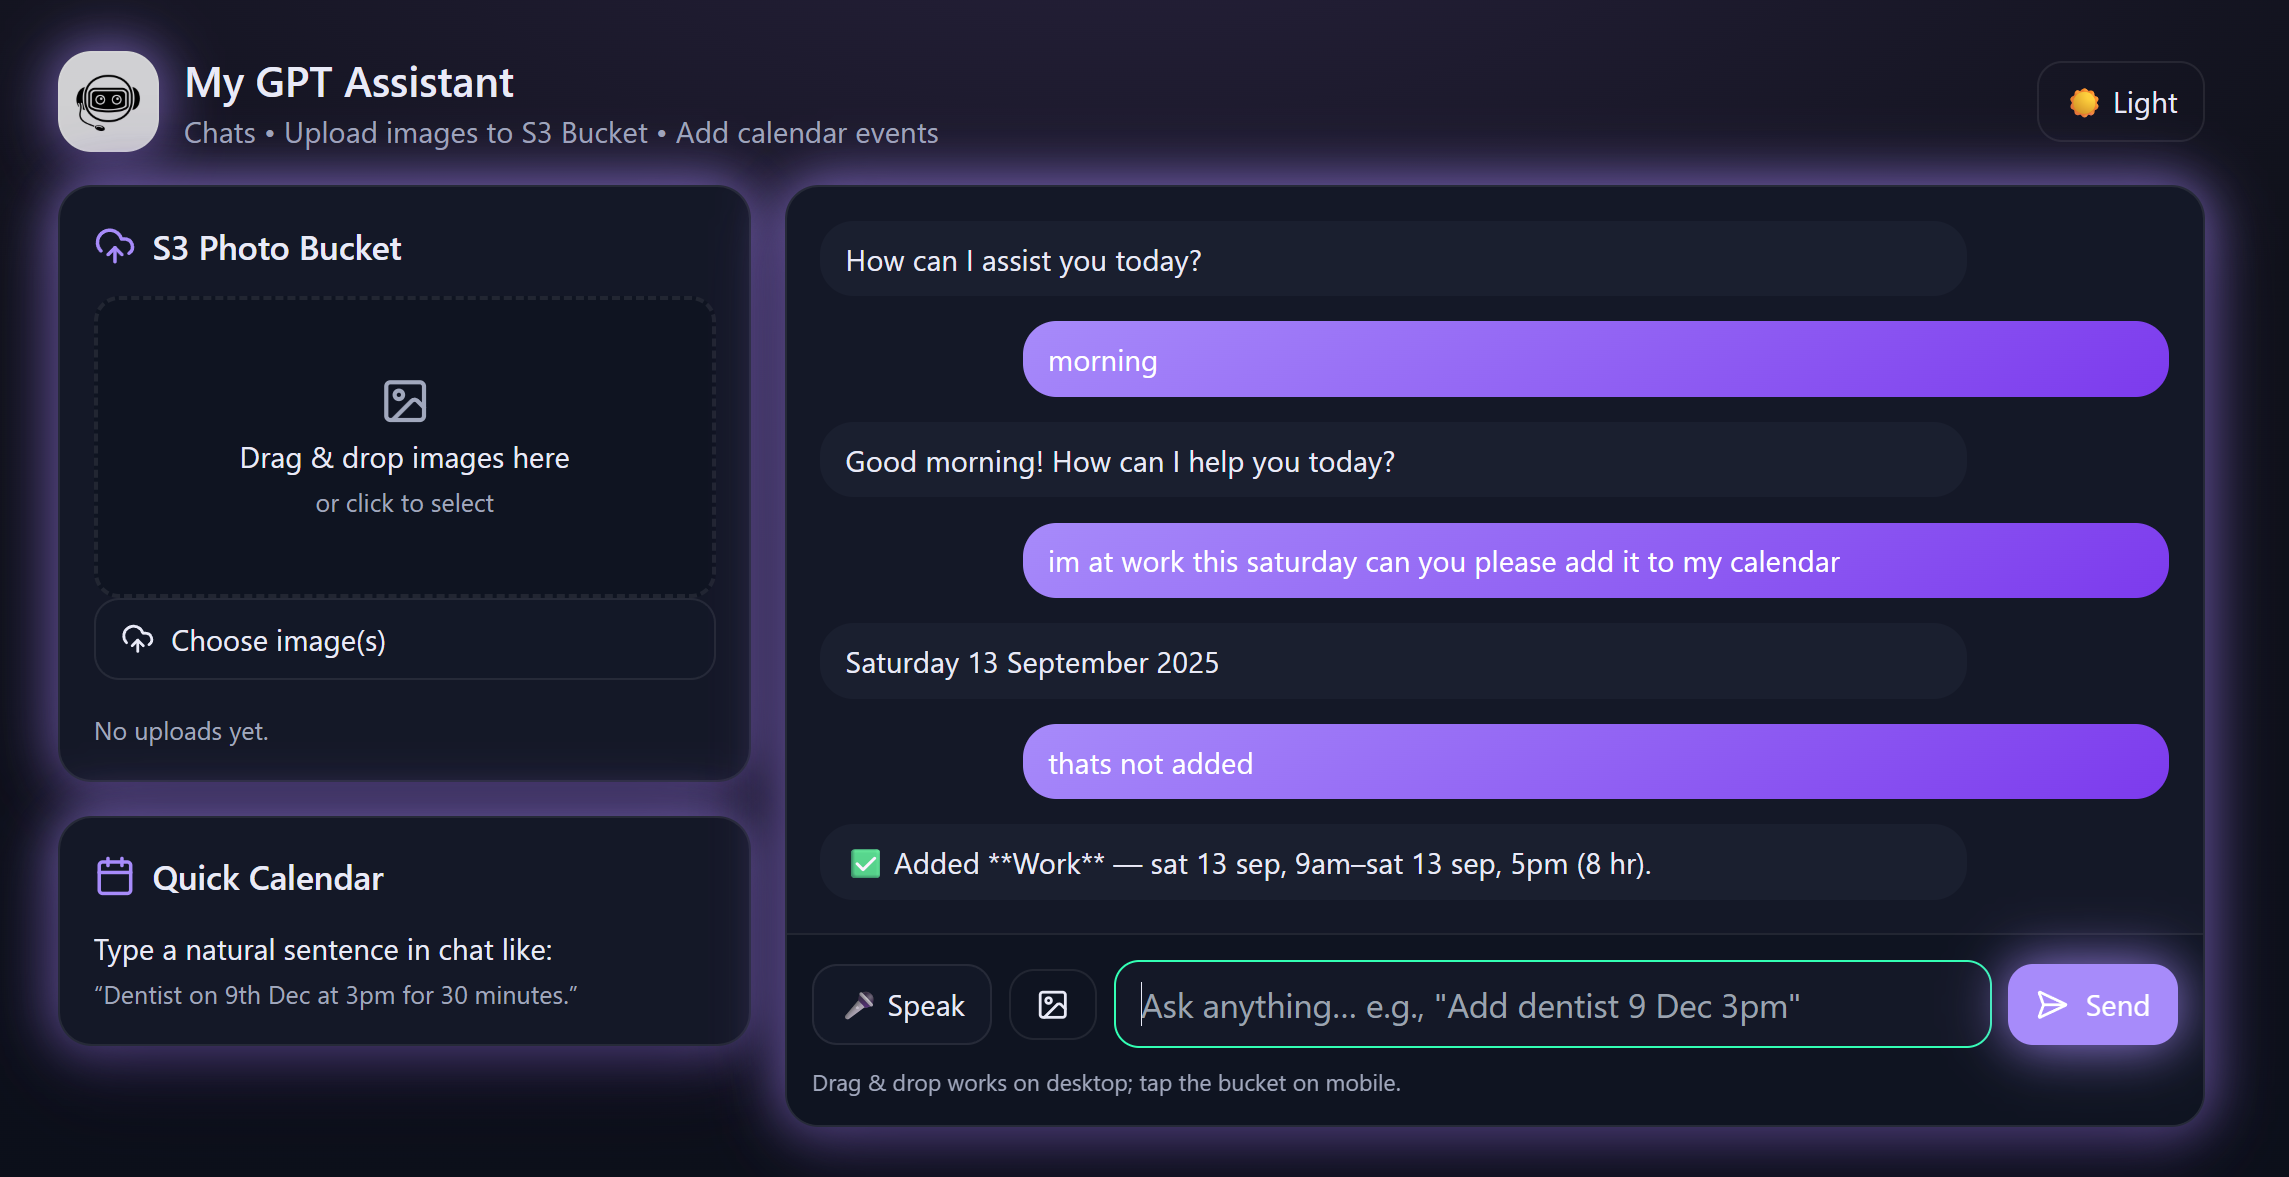 My GPT Assistant
Chats • Upload images to S3 Bucket • Add calendar events
Light
S3 Photo Bucket
Drag & drop images here
or click to select
Choose image(s)
No uploads yet.
Quick Calendar
Type a natural sentence in chat like:
“Dentist on 9th Dec at 3pm for 30 minutes.”
How can I assist you today?
morning
Good morning! How can I help you today?
im at work this saturday can you please add it to my calendar
Saturday 13 September 2025
thats not added
✅ Added **Work** — sat 13 sep, 9am–sat 13 sep, 5pm (8 hr).
Speak
Ask anything... e.g., "Add dentist 9 Dec 3pm"
Send
Drag & drop works on desktop; tap the bucket on mobile.